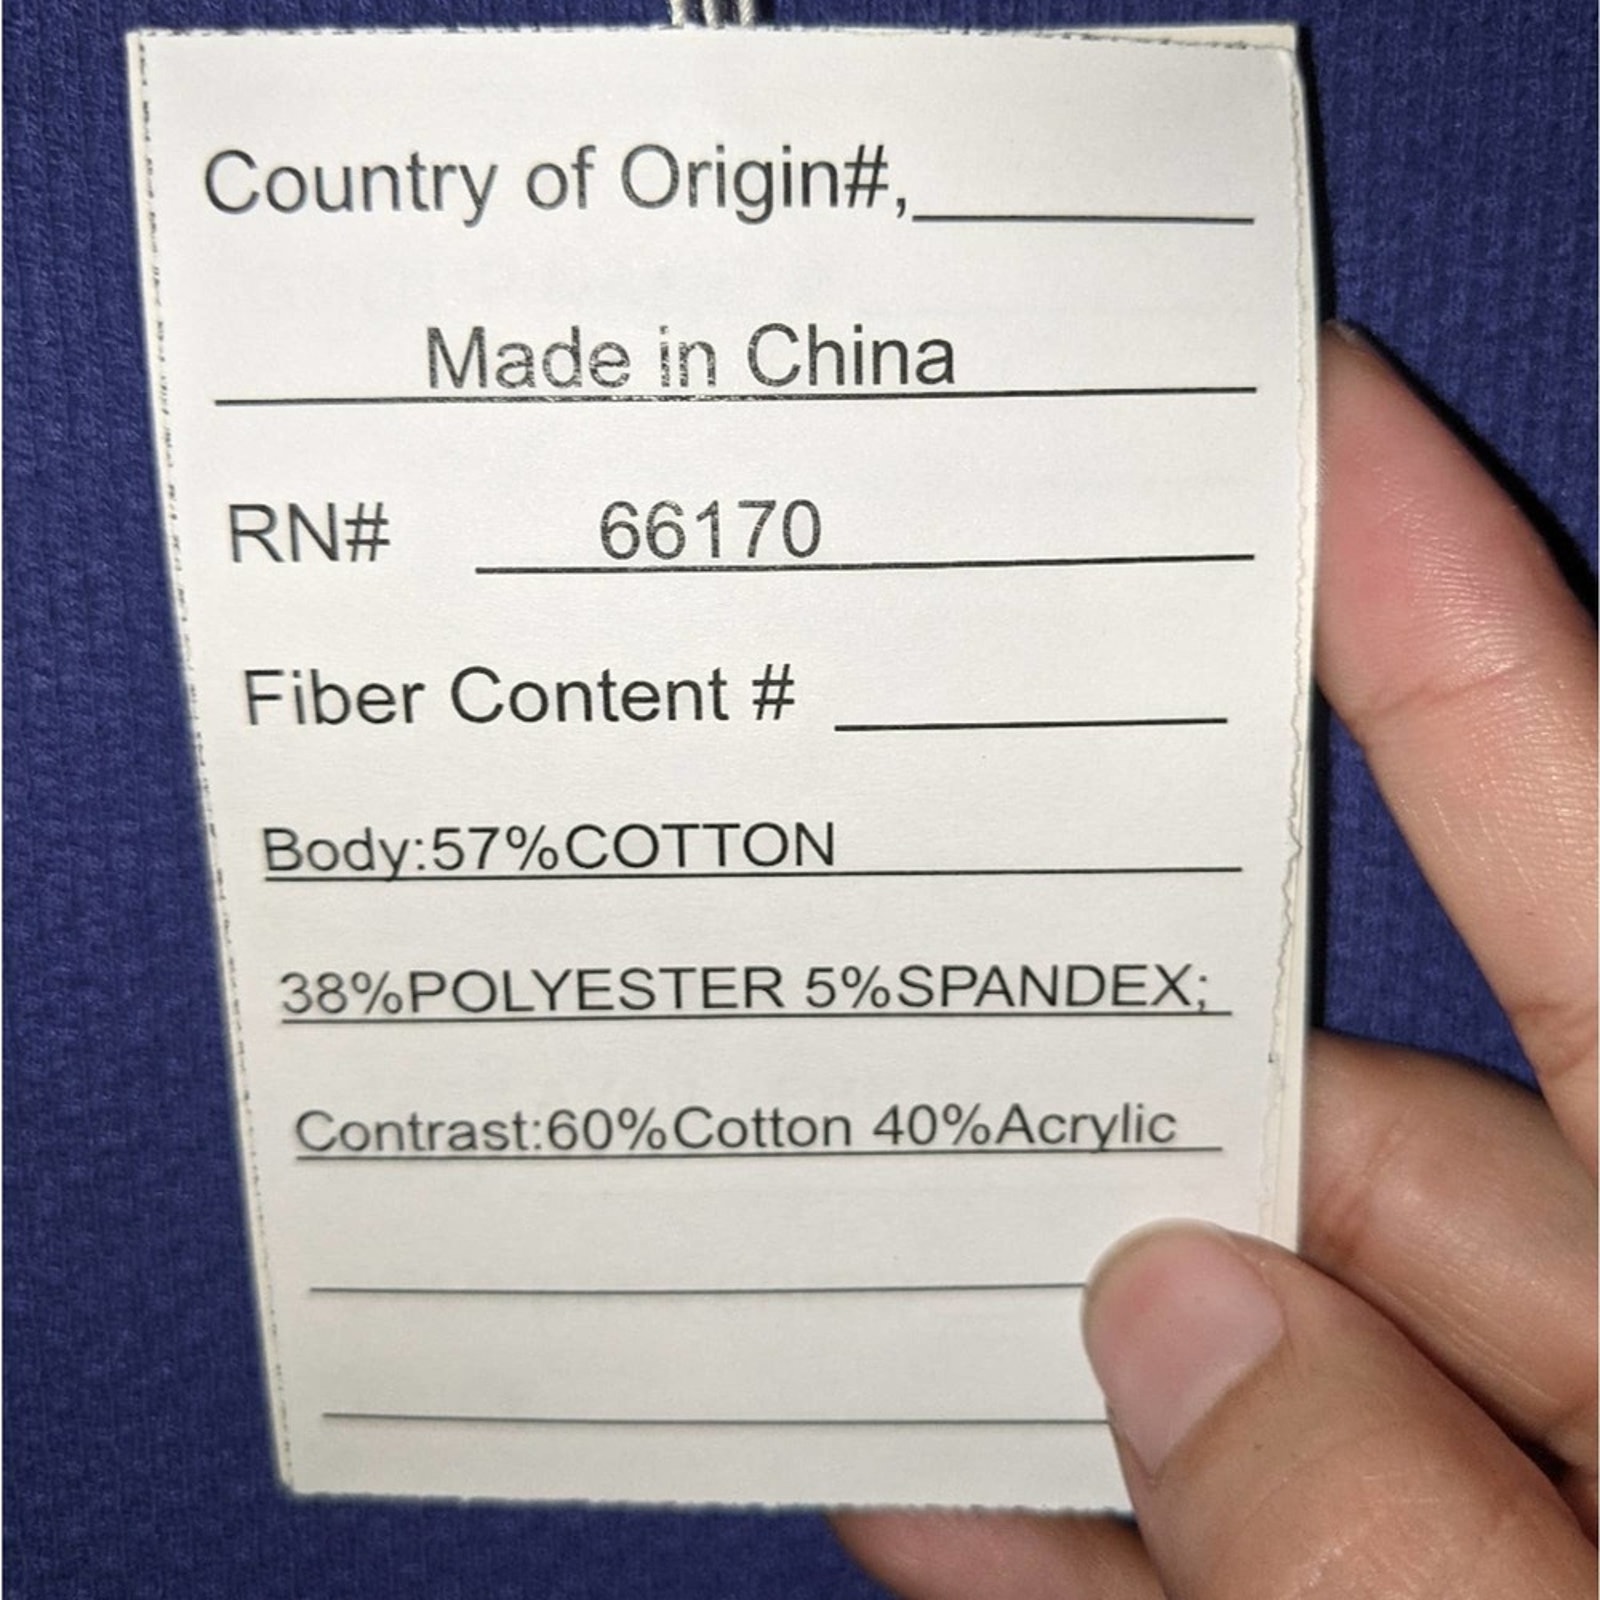 Country of Origin#,
Made in China
RN# 66170
Fiber Content #
Body:57%COTTON
38%POLYESTER 5%SPANDEX;
Contrast:60%Cotton 40%Acrylic